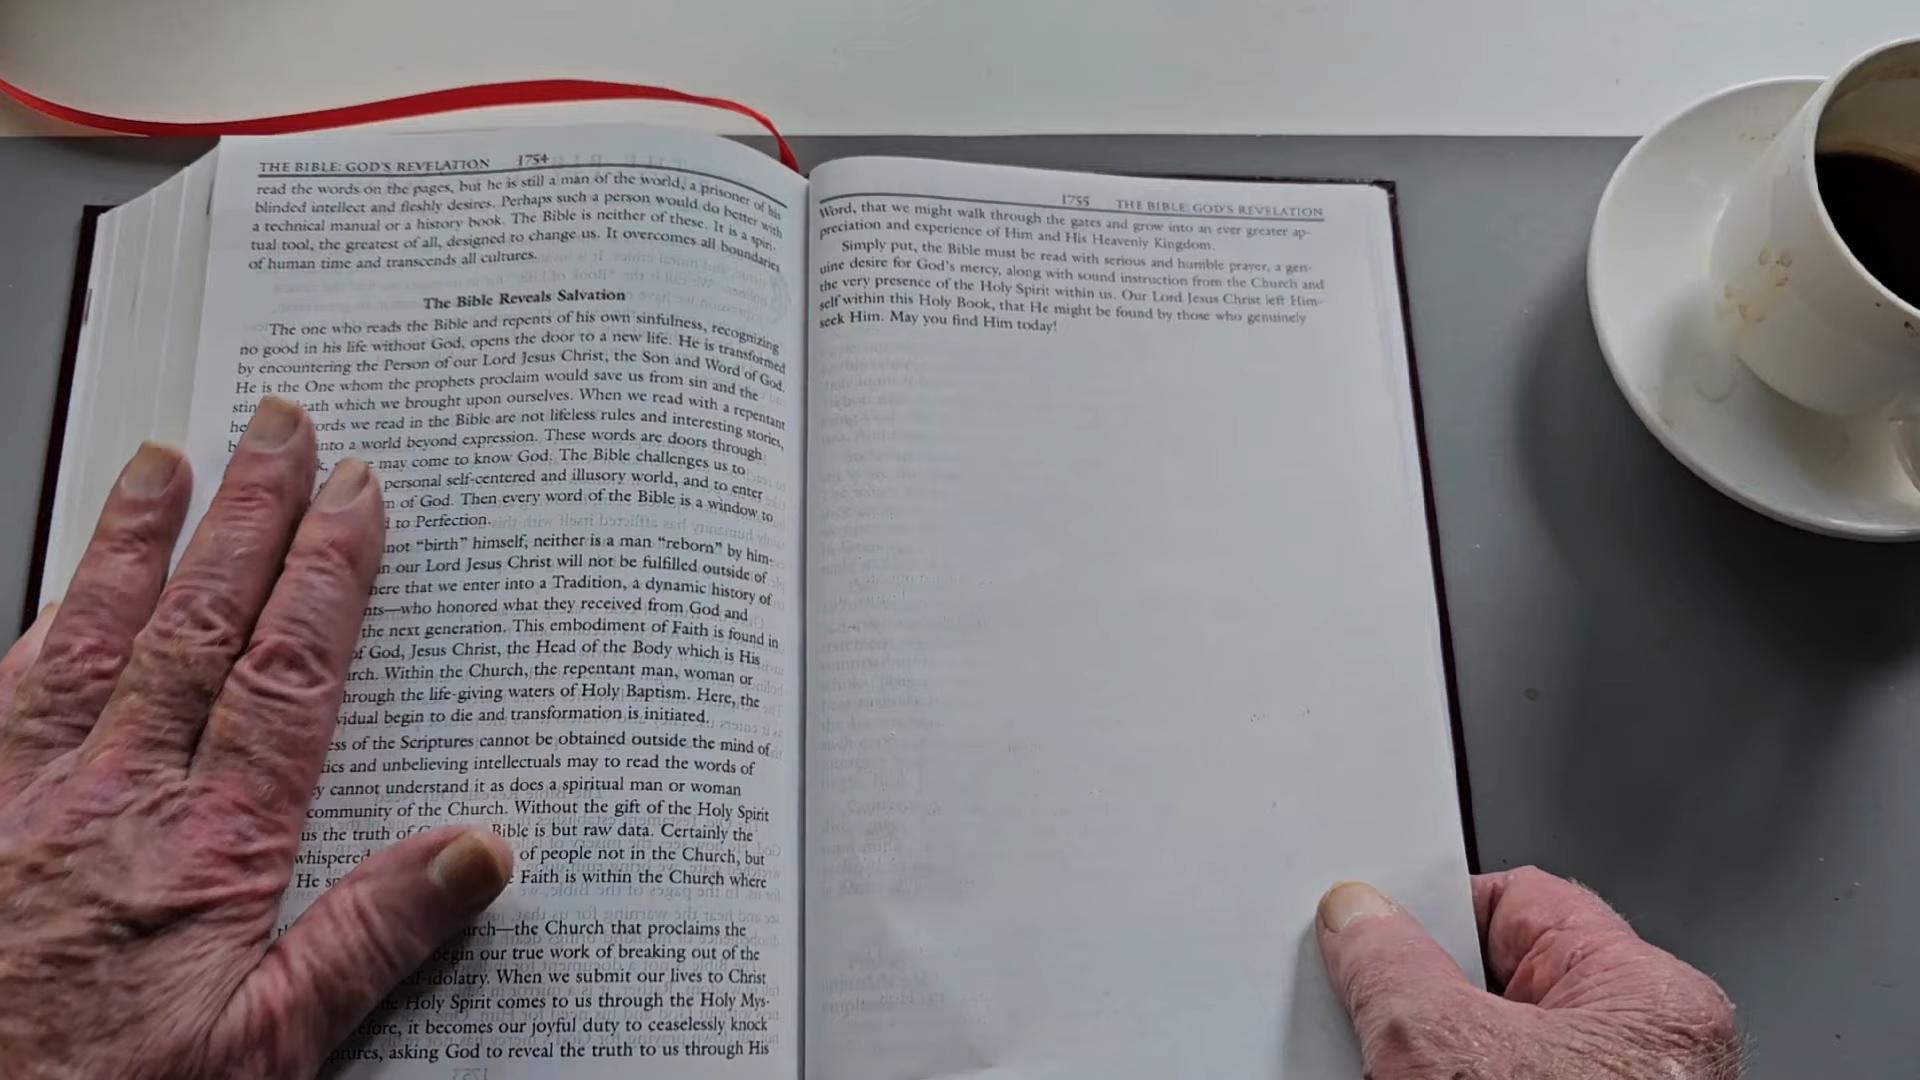 THE BIBLE: GOD'S REVELATION 1754
read the words on the pages, but he is still a man of the world, a prisoner of his
blinded intellect and fleshly desires. Perhaps such a person would do better with
a technical manual or a history book. The Bible is neither of these. It is a spiri-
tual tool, the greatest of all, designed to change us. It overcomes all boundaries
of human time and transcends all cultures.
The Bible Reveals Salvation
The one who reads the Bible and repents of his own sinfulness, recognizing
no good in his life without God, opens the door to a new life. He is transformed
by encountering the Person of our Lord Jesus Christ, the Son and Word of God.
He is the One whom the prophets proclaim would save us from sin and the
which we brought upon ourselves. When we read with a repentant
we read in the Bible are not lifeless rules and interesting stories,
into a world beyond expression. These words are doors through
may come to know God. The Bible challenges us to
personal self-centered and illusory world, and to enter
of God. Then every word of the Bible is a window to
to Perfection.
not "birth" himself, neither is a man "reborn" by him-
our Lord Jesus Christ will not be fulfilled outside of
that we enter into a Tradition, a dynamic history of
—who honored what they received from God and
the next generation. This embodiment of Faith is found in
of God, Jesus Christ, the Head of the Body which is His
Within the Church, the repentant man, woman or
through the life-giving waters of Holy Baptism. Here, the
begin to die and transformation is initiated.
of the Scriptures cannot be obtained outside the mind of
and unbelieving intellectuals may to read the words of
cannot understand it as does a spiritual man or woman
community of the Church. Without the gift of the Holy Spirit
us the truth of Bible is but raw data. Certainly the
whispered of people not in the Church, but
He Faith is within the Church where
—the Church that proclaims the
begin our true work of breaking out of the
When we submit our lives to Christ
Holy Spirit comes to us through the Holy Mys-
it becomes our joyful duty to ceaselessly knock
asking God to reveal the truth to us through His
1755 THE BIBLE: GOD'S REVELATION
Word, that we might walk through the gates and grow into an ever greater ap-
preciation and experience of Him and His Heavenly Kingdom.
Simply put, the Bible must be read with serious and humble prayer, a gen-
uine desire for God's mercy, along with sound instruction from the Church and
the very presence of the Holy Spirit within us. Our Lord Jesus Christ left Him-
self within this Holy Book, that He might be found by those who genuinely
seek Him. May you find Him today!